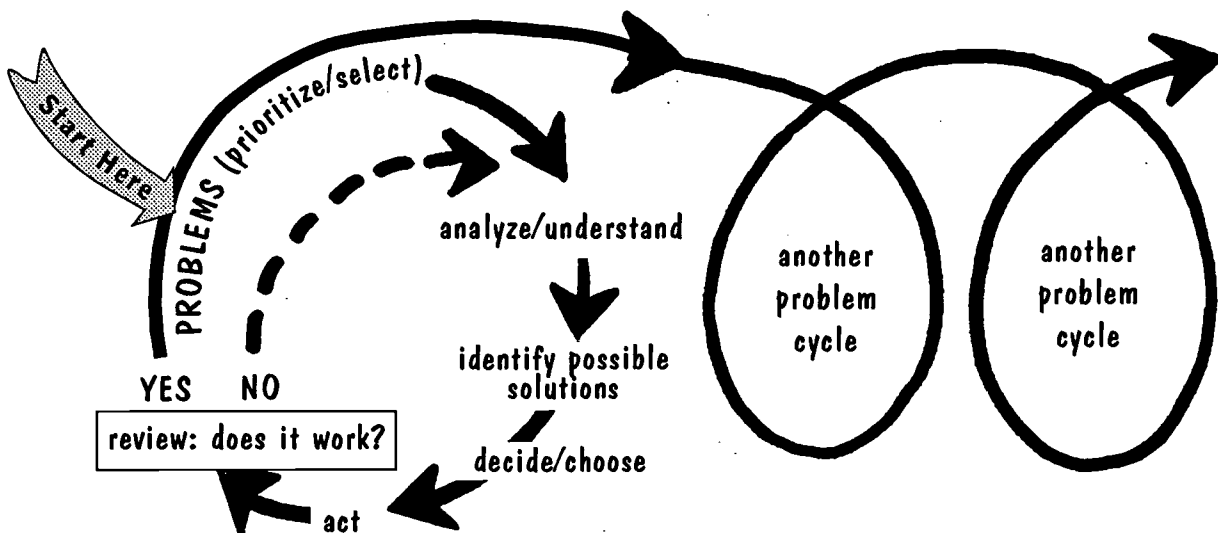 Start Here
PROBLEMS (prioritize/select)
analyze/understand
identify possible
solutions
decide/choose
act
review: does it work?
YES NO
another
problem
cycle
another
problem
cycle